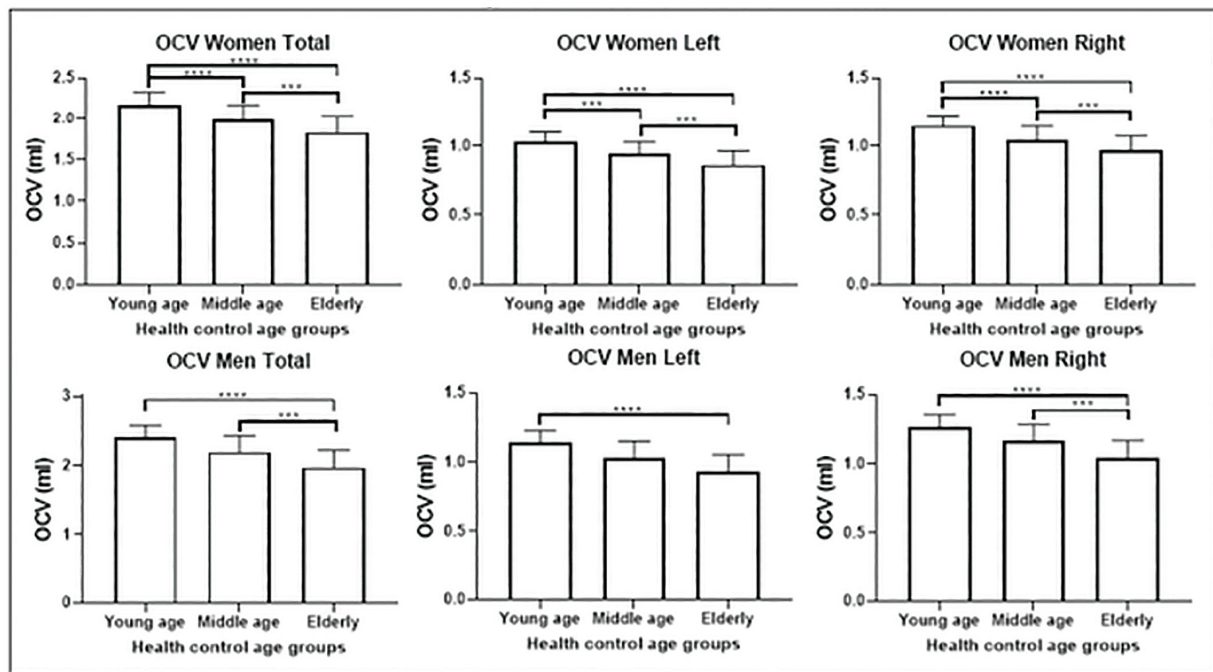 OCV Women Total
****
****
***
OCV (ml)
2.5
2.0
1.5
1.0
0.5
0.0
Young age Middle age Elderly
Health control age groups
OCV Women Left
****
***
***
OCV (ml)
1.5
1.0
0.5
0.0
Young age Middle age Elderly
Health control age groups
OCV Women Right
****
****
***
OCV (ml)
1.5
1.0
0.5
0.0
Young age Middle age Elderly
Health control age groups
OCV Men Total
****
***
OCV (ml)
3
2
1
0
Young age Middle age Elderly
Health control age groups
OCV Men Left
****
OCV (ml)
1.5
1.0
0.5
0.0
Young age Middle age Elderly
Health control age groups
OCV Men Right
****
***
OCV (ml)
1.5
1.0
0.5
0.0
Young age Middle age Elderly
Health control age groups